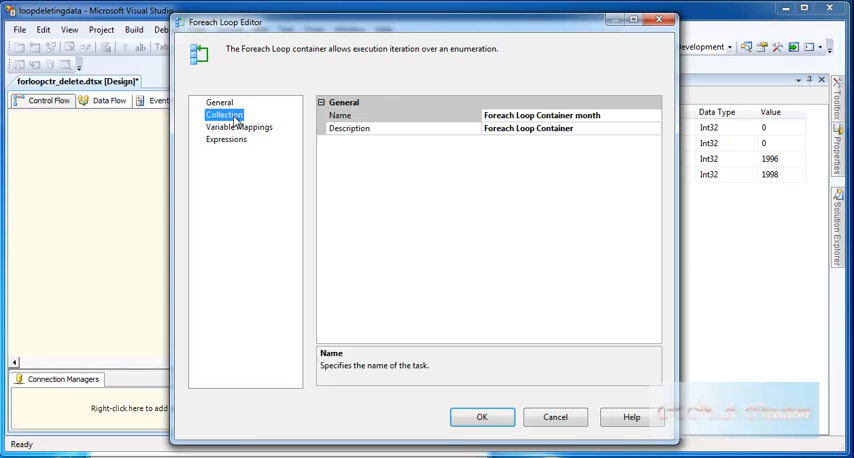 loopdeletingdata - Microsoft Visual Studio
File Edit View Project Build
forloopctr_delete.dtsx [Design]*
Control Flow Data Flow
Connection Managers
Right-click here to add
Ready
Foreach Loop Editor
The Foreach Loop container allows execution iteration over an enumeration.
General
Collection
Variable Mappings
Expressions
General
Name Foreach Loop Container month
Description Foreach Loop Container
Name
Specifies the name of the task.
OK Cancel Help
Data Type Value
Int32 0
Int32 0
Int32 1996
Int32 1998
Toolbox
Properties
Solution Explorer